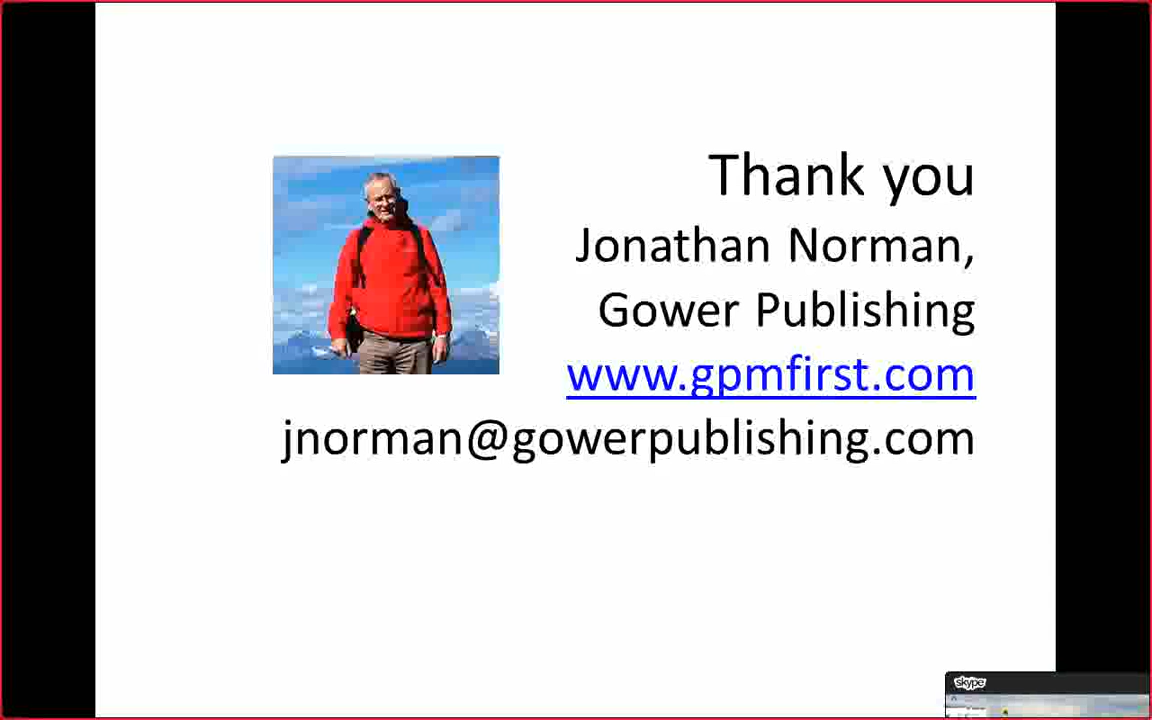 Thank you
Jonathan Norman,
Gower Publishing
www.gpmfirst.com
jnorman@gowerpublishing.com
skype